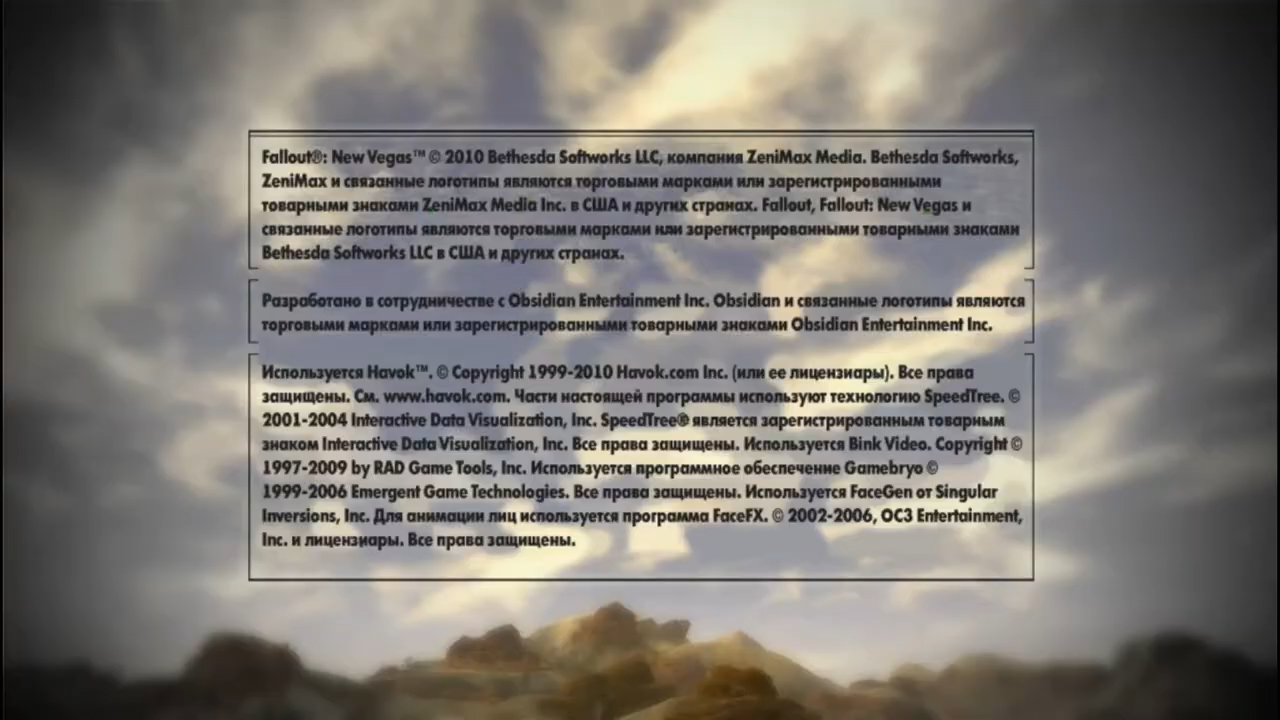 Fallout®: New Vegas™ © 2010 Bethesda Softworks LLC, компания ZeniMax Media. Bethesda Softworks,
ZeniMax и связанные логотипы являются торговыми марками или зарегистрированными
товарными знаками ZeniMax Media Inc. в США и других странах. Fallout, Fallout: New Vegas и
связанные логотипы являются торговыми марками или зарегистрированными товарными знаками
Bethesda Softworks LLC в США и других странах.
Разработано в сотрудничестве с Obsidian Entertainment Inc. Obsidian и связанные логотипы являются
торговыми марками или зарегистрированными товарными знаками Obsidian Entertainment Inc.
Используется Havok™. © Copyright 1999-2010 Havok.com Inc. (или ее лицензиары). Все права
защищены. См. www.havok.com. Части настоящей программы используют технологию SpeedTree. ©
2001-2004 Interactive Data Visualization, Inc. SpeedTree® является зарегистрированным товарным
знаком Interactive Data Visualization, Inc. Все права защищены. Используется Bink Video. Copyright ©
1997-2009 by RAD Game Tools, Inc. Используется программное обеспечение Gamebryo ©
1999-2006 Emergent Game Technologies. Все права защищены. Используется FaceGen от Singular
Inversions, Inc. Для анимации лиц используется программа FaceFX. © 2002-2006, OC3 Entertainment,
Inc. и лицензиары. Все права защищены.